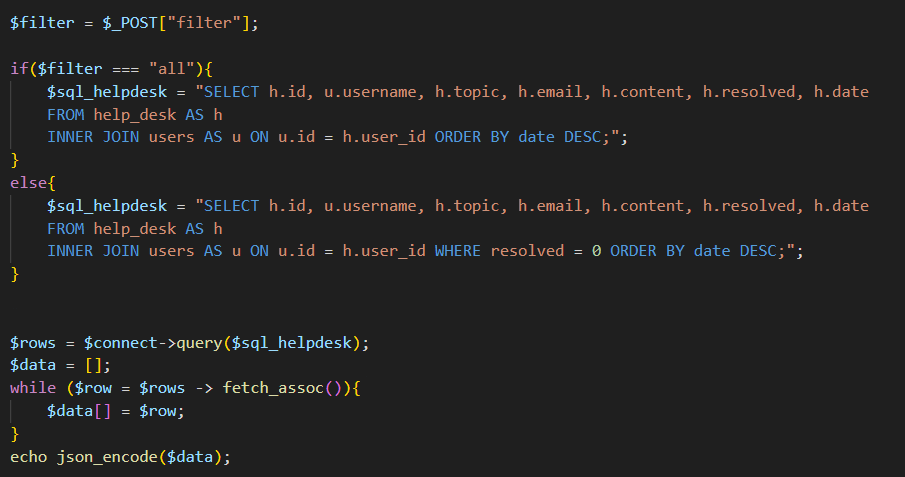 $filter = $_POST["filter"];
if($filter === "all"){
$sql_helpdesk = "SELECT h.id, u.username, h.topic, h.email, h.content, h.resolved, h.date
FROM help_desk AS h
INNER JOIN users AS u ON u.id = h.user_id ORDER BY date DESC;";
}
else{
$sql_helpdesk = "SELECT h.id, u.username, h.topic, h.email, h.content, h.resolved, h.date
FROM help_desk AS h
INNER JOIN users AS u ON u.id = h.user_id WHERE resolved = 0 ORDER BY date DESC;";
}
$rows = $connect->query($sql_helpdesk);
$data = [];
while ($row = $rows -> fetch_assoc()){
$data[] = $row;
}
echo json_encode($data);